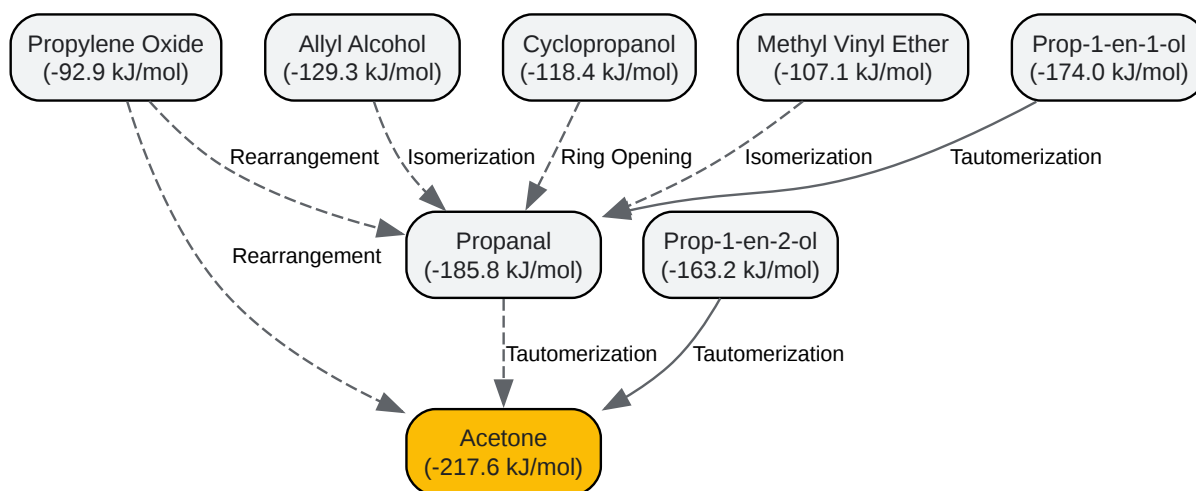 Propylene Oxide
(-92.9 kJ/mol)
Allyl Alcohol
(-129.3 kJ/mol)
Cyclopropanol
(-118.4 kJ/mol)
Methyl Vinyl Ether
(-107.1 kJ/mol)
Prop-1-en-1-ol
(-174.0 kJ/mol)
Rearrangement
Isomerization
Ring Opening
Isomerization
Tautomerization
Rearrangement
Propanal
(-185.8 kJ/mol)
Prop-1-en-2-ol
(-163.2 kJ/mol)
Tautomerization
Tautomerization
Acetone
(-217.6 kJ/mol)